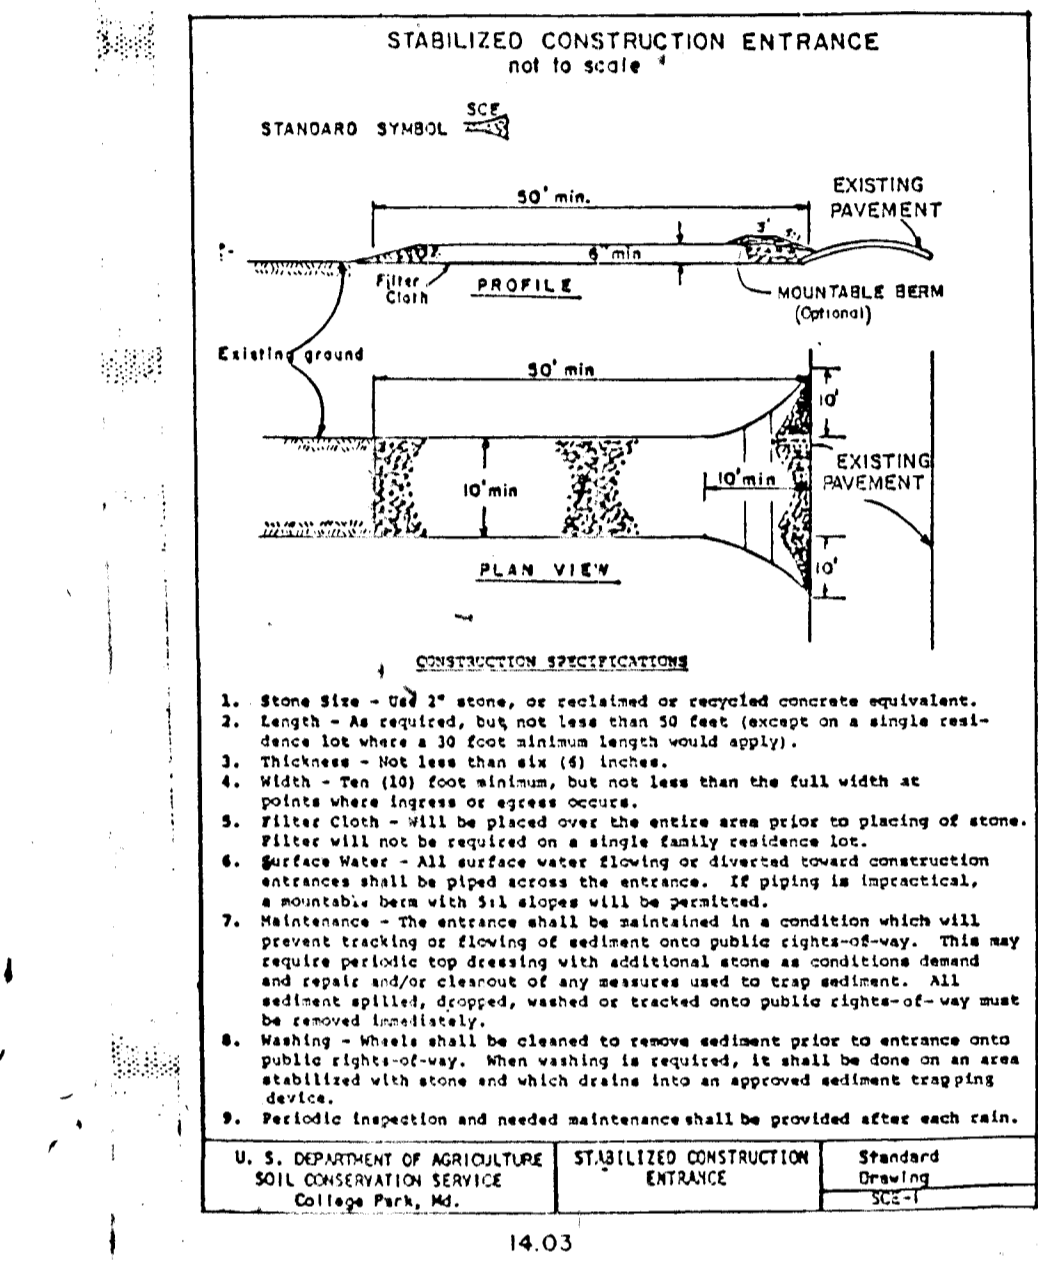 STABILIZED CONSTRUCTION ENTRANCE
not to scale
SCE
STANDARD SYMBOL
50' min.
EXISTING
PAVEMENT
3'
6" min
Filter
Cloth
PROFILE
MOUNTABLE BERM
(Optional)
Existing ground
50' min
10'
10' min
10' min
EXISTING
PAVEMENT
10'
PLAN VIEW
CONSTRUCTION SPECIFICATIONS
1. Stone Size - Use 2" stone, or reclaimed or recycled concrete equivalent.
2. Length - As required, but not less than 50 feet (except on a single resi-
dence lot where a 30 foot minimum length would apply).
3. Thickness - Not less than six (6) inches.
4. Width - Ten (10) foot minimum, but not less than the full width at
points where ingress or egress occurs.
5. Filter Cloth - Will be placed over the entire area prior to placing of stone.
Filter will not be required on a single family residence lot.
6. Surface Water - All surface water flowing or diverted toward construction
entrances shall be piped across the entrance. If piping is impractical,
a mountable berm with 5:1 slopes will be permitted.
7. Maintenance - The entrance shall be maintained in a condition which will
prevent tracking or flowing of sediment onto public rights-of-way. This may
require periodic top dressing with additional stone as conditions demand
and repair and/or cleanout of any measures used to trap sediment. All
sediment spilled, dropped, washed or tracked onto public rights-of-way must
be removed immediately.
8. Washing - Wheels shall be cleaned to remove sediment prior to entrance onto
public rights-of-way. When washing is required, it shall be done on an area
stabilized with stone and which drains into an approved sediment trapping
device.
9. Periodic inspection and needed maintenance shall be provided after each rain.
U. S. DEPARTMENT OF AGRICULTURE
SOIL CONSERVATION SERVICE
College Park, Md.
STABILIZED CONSTRUCTION
ENTRANCE
Standard
Drawing
SCE-1
14.03